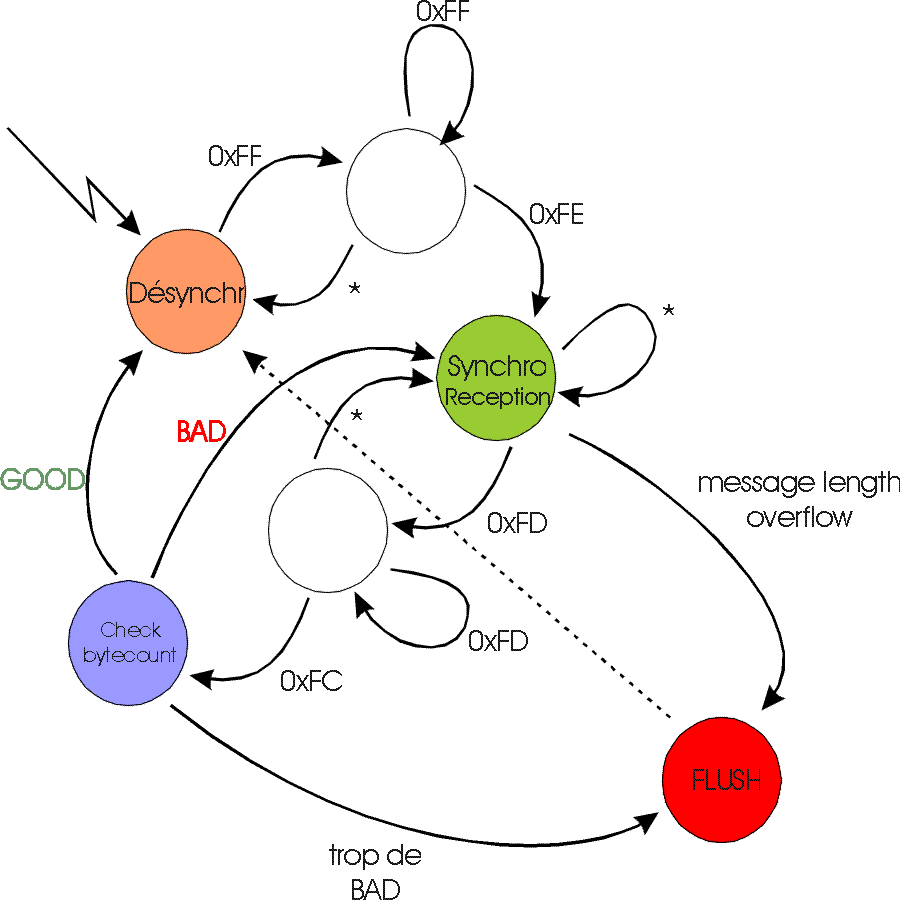 0xFF
0xFF
0xFE
*
Désynchr
*
Synchro
Reception
*
BAD
GOOD
message length
overflow
0xFD
Check
bytecount
0xFD
0xFC
FLUSH
trop de
BAD